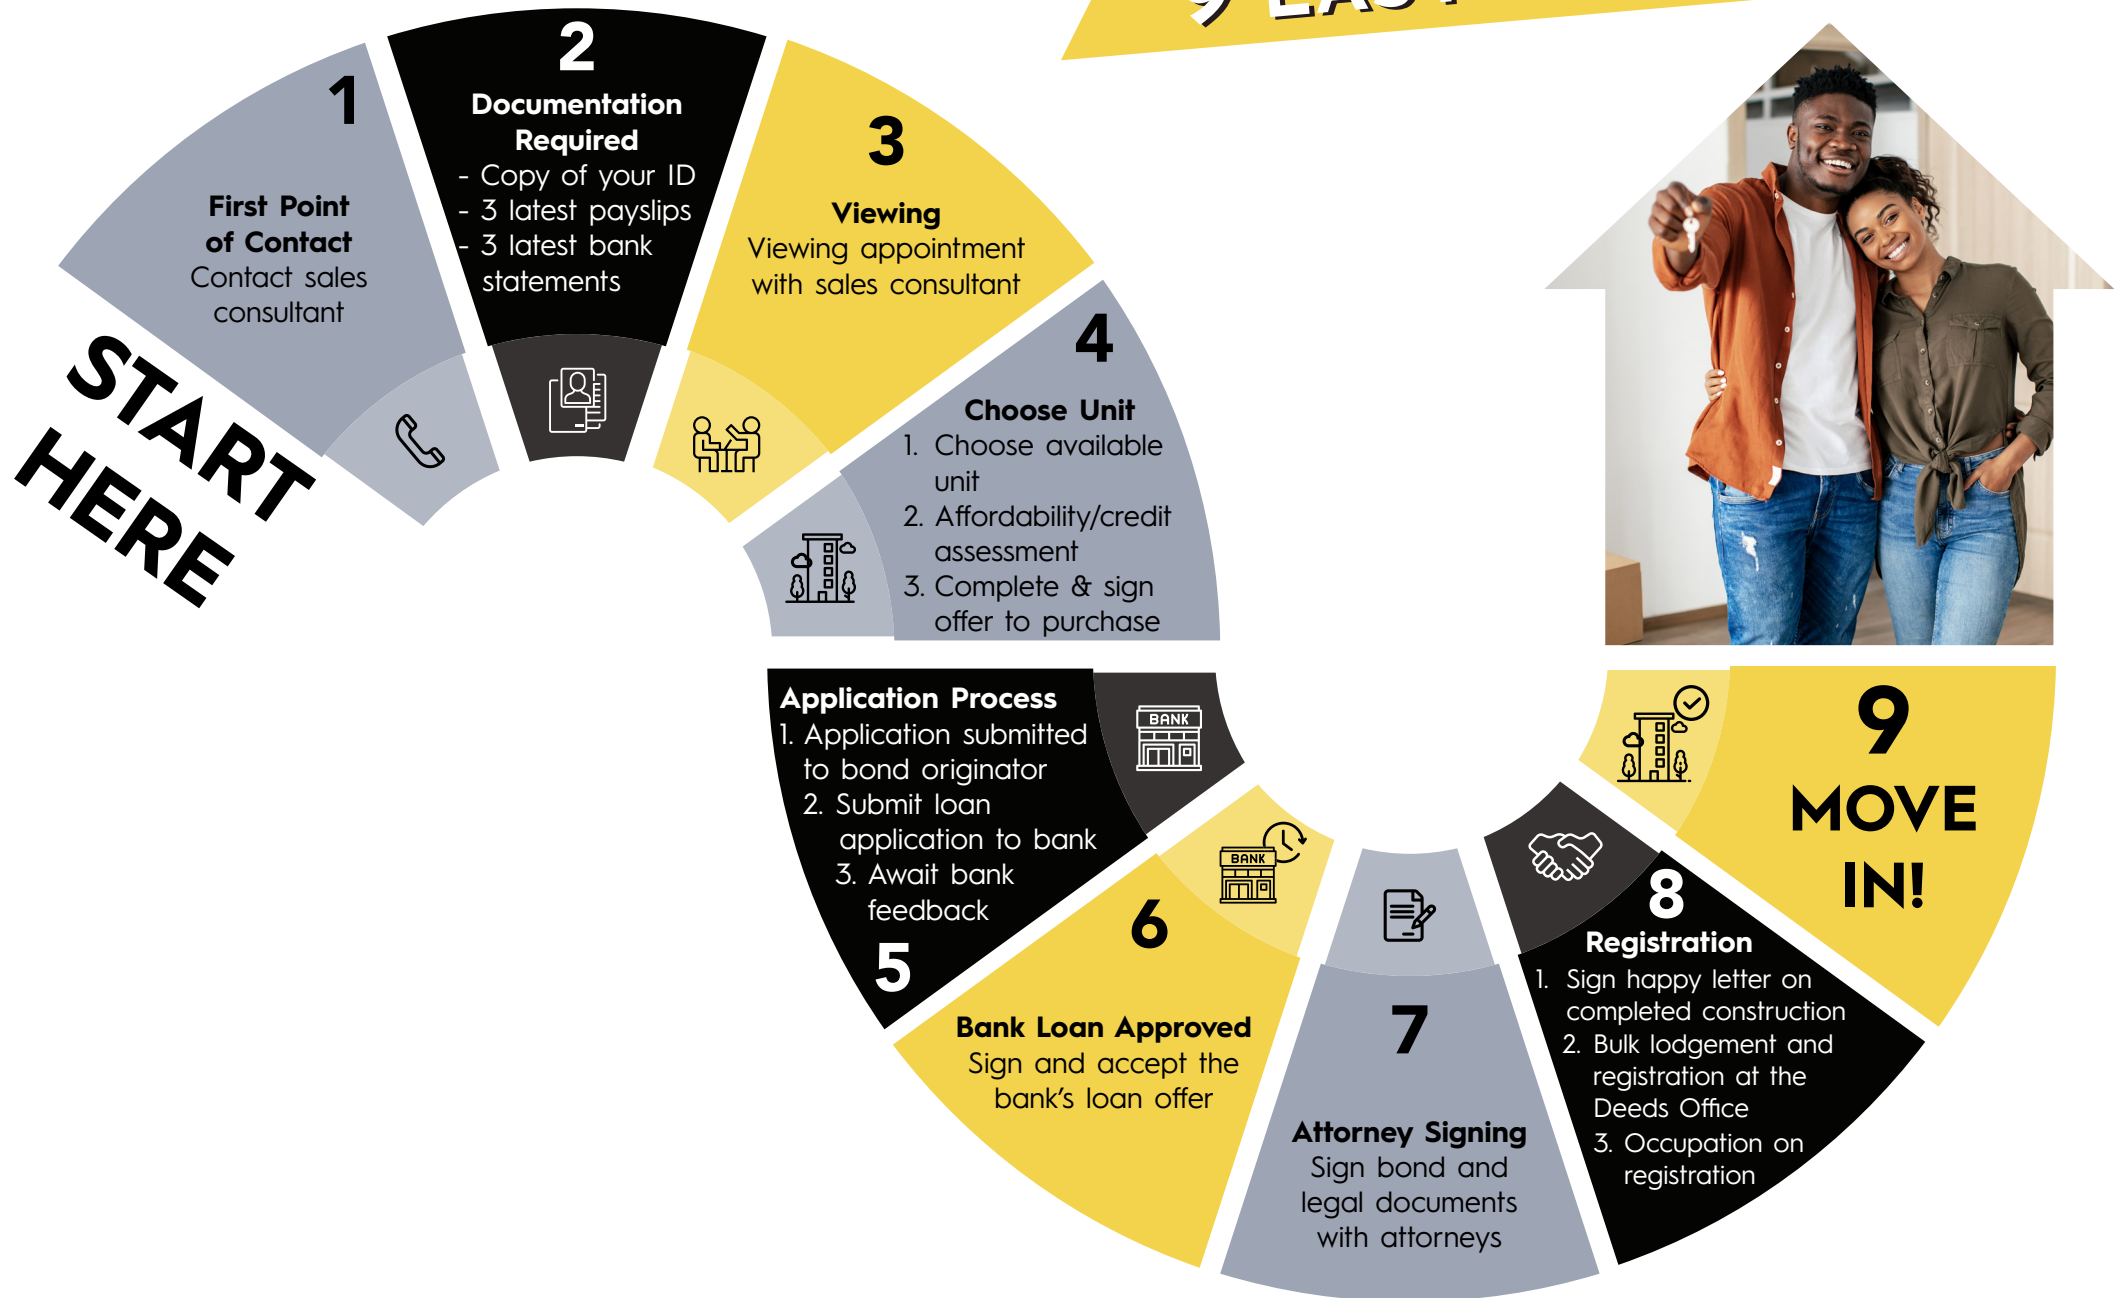 9 EASY
START
HERE
1
First Point
of Contact
Contact sales
consultant
2
Documentation
Required
- Copy of your ID
- 3 latest payslips
- 3 latest bank
statements
3
Viewing
Viewing appointment
with sales consultant
4
Choose Unit
1. Choose available
unit
2. Affordability/credit
assessment
3. Complete & sign
offer to purchase
Application Process
1. Application submitted
to bond originator
2. Submit loan
application to bank
3. Await bank
feedback
5
BANK
BANK
6
Bank Loan Approved
Sign and accept the
bank's loan offer
7
Attorney Signing
Sign bond and
legal documents
with attorneys
8
Registration
1. Sign happy letter on
completed construction
2. Bulk lodgement and
registration at the
Deeds Office
3. Occupation on
registration
9
MOVE
IN!